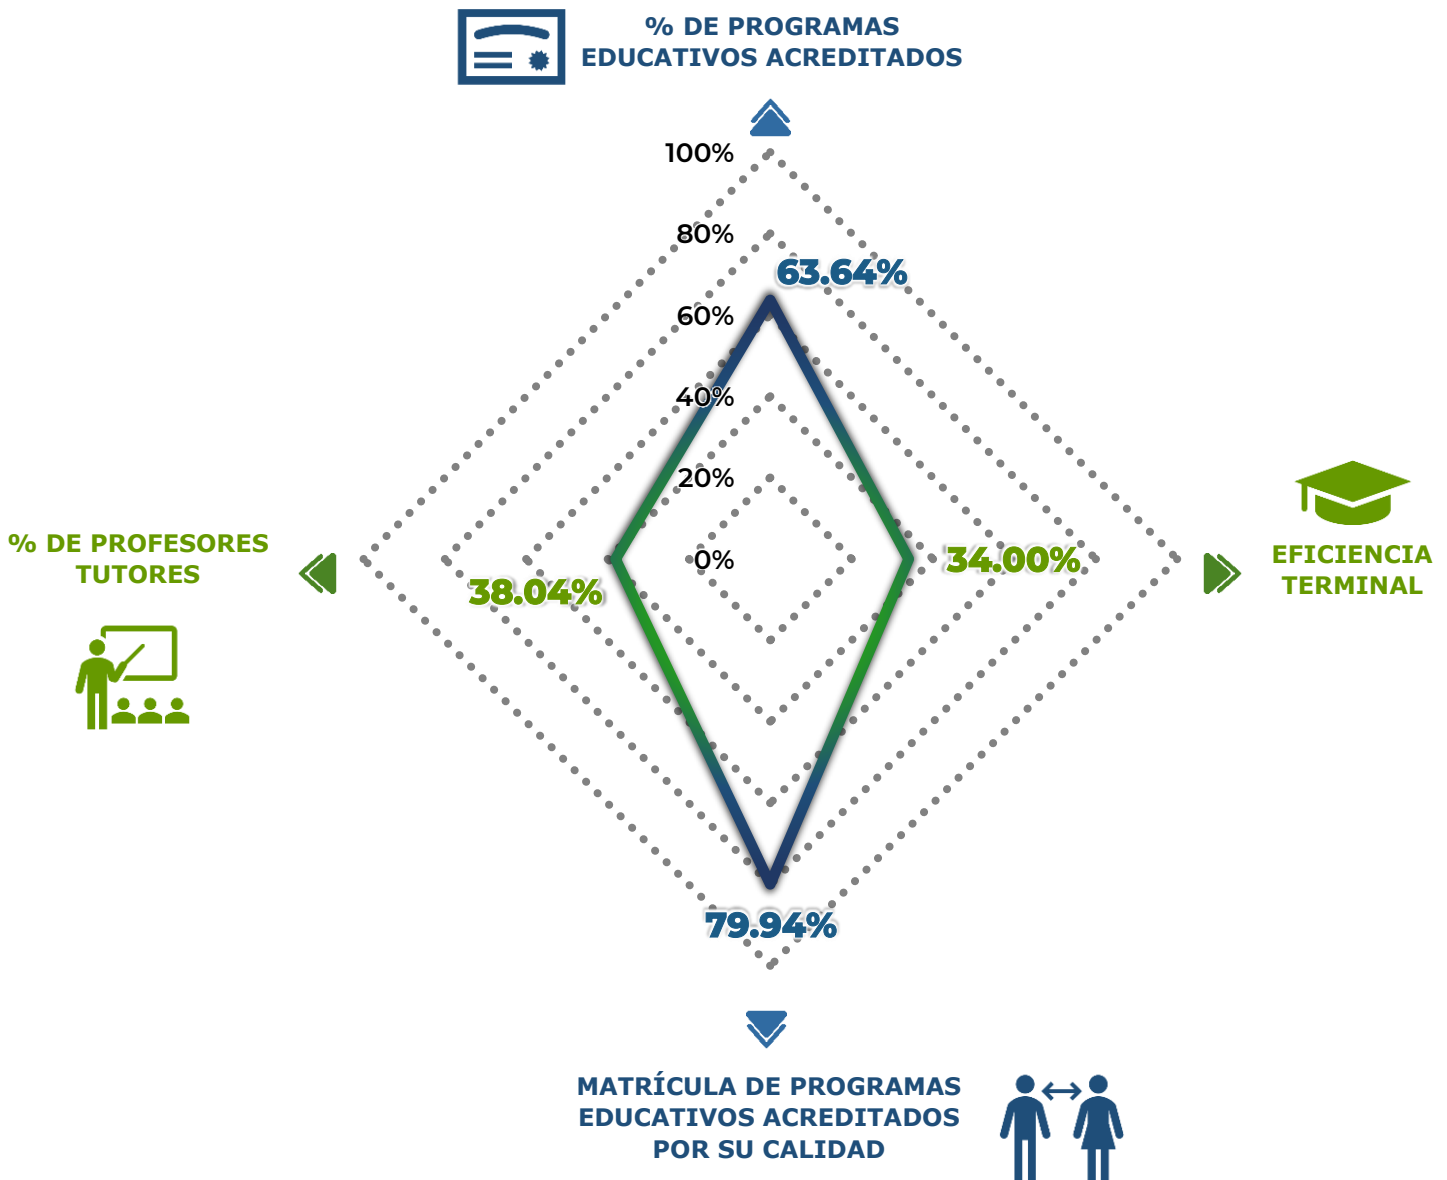 % DE PROGRAMAS
EDUCATIVOS ACREDITADOS
100%
80%
63.64%
60%
40%
20%
0%
34.00%
EFICIENCIA
TERMINAL
% DE PROFESORES
TUTORES
38.04%
79.94%
MATRÍCULA DE PROGRAMAS
EDUCATIVOS ACREDITADOS
POR SU CALIDAD